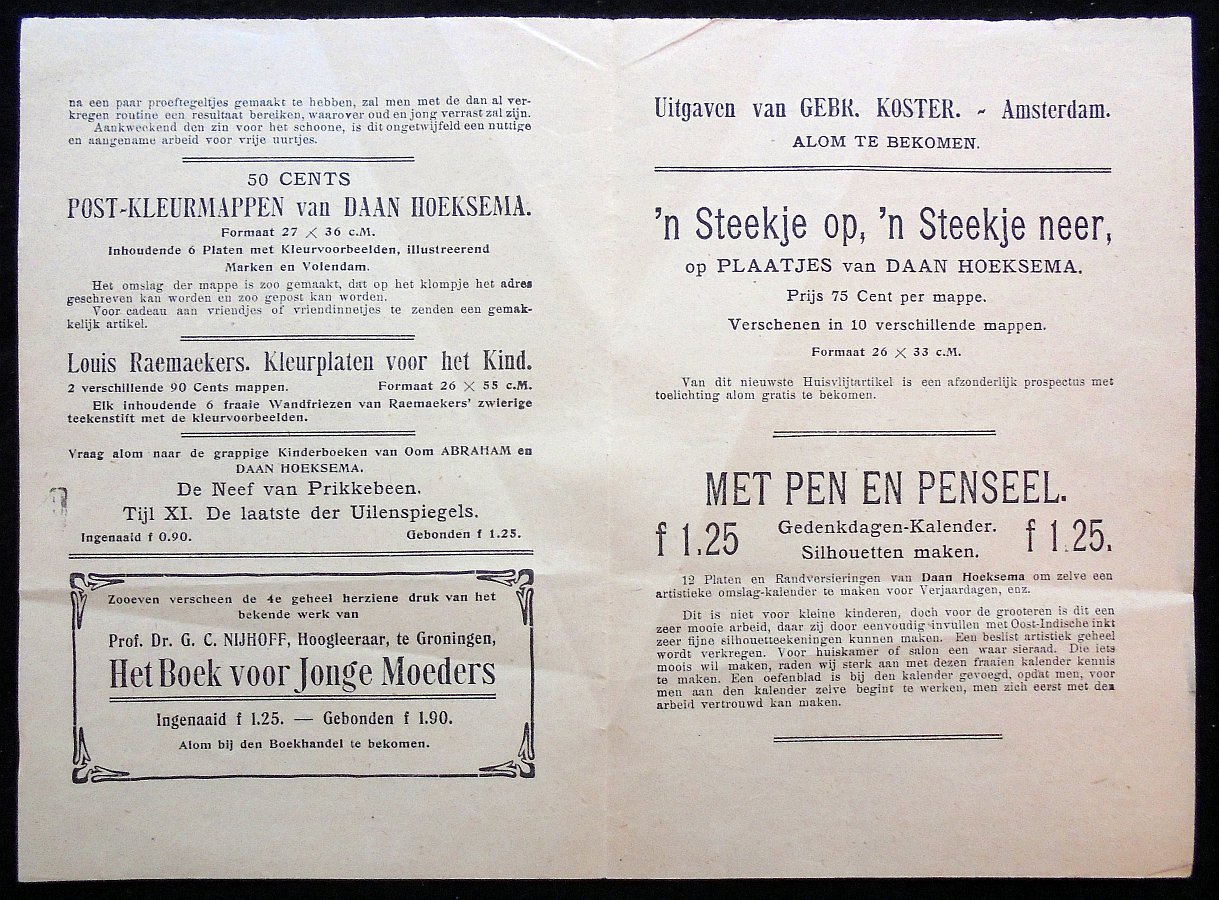 na een paar proeftegeltjes gemaakt te hebben, zal men met de dan al ver-
kregen routine een resultaat bereiken, waarover oud en jong verrast zal zijn.
Aankweekend den zin voor het schoone, is dit ongetwijfeld een nuttige
en aangename arbeid voor vrije uurtjes.
50 CENTS
POST-KLEURMAPPEN van DAAN HOEKSEMA.
Formaat 27 × 36 c.M.
Inhoudende 6 Platen met Kleurvoorbeelden, illustreerend
Marken en Volendam.
Het omslag der mappe is zoo gemaakt, dat op het klompje het adres
geschreven kan worden en zoo gepost kan worden.
Voor cadeau aan vriendjes of vriendinnetjes te zenden een gemak-
kelijk artikel.
Louis Raemaekers. Kleurplaten voor het Kind.
2 verschillende 90 Cents mappen. Formaat 26 × 55 c.M.
Elk inhoudende 6 fraaie Wandfriezen van Raemaekers' zwierige
teekenstift met de kleurvoorbeelden.
Vraag alom naar de grappige Kinderboeken van Oom ABRAHAM en
DAAN HOEKSEMA.
De Neef van Prikkebeen.
Tijl XI. De laatste der Uilenspiegels.
Ingenaaid f 0.90. Gebonden f 1.25.
Zooeven verscheen de 4e geheel herziene druk van het
bekende werk van
Prof. Dr. G. C. NIJHOFF, Hoogleeraar, te Groningen,
Het Boek voor Jonge Moeders
Ingenaaid f 1.25. — Gebonden f 1.90.
Alom bij den Boekhandel te bekomen.
Uitgaven van GEBR. KOSTER. - Amsterdam.
ALOM TE BEKOMEN.
'n Steekje op, 'n Steekje neer,
op PLAATJES van DAAN HOEKSEMA.
Prijs 75 Cent per mappe.
Verschenen in 10 verschillende mappen.
Formaat 26 × 33 c.M.
Van dit nieuwste Huisvlijtartikel is een afzonderlijk prospectus met
toelichting alom gratis te bekomen.
MET PEN EN PENSEEL.
f 1.25 Gedenkdagen-Kalender. f 1.25.
Silhouetten maken.
12 Platen en Randversieringen van Daan Hoeksema om zelve een
artistieke omslag-kalender te maken voor Verjaardagen, enz.
Dit is niet voor kleine kinderen, doch voor de grooteren is dit een
zeer mooie arbeid, daar zij door eenvoudig invullen met Oost-Indische inkt
zeer fijne silhouetteekeningen kunnen maken. Een beslist artistiek geheel
wordt verkregen. Voor huiskamer of salon een waar sieraad. Die iets
moois wil maken, raden wij sterk aan met dezen fraaien kalender kennis
te maken. Een oefenblad is bij den kalender gevoegd, opdat men, voor
men aan den kalender zelve begint te werken, men zich eerst met den
arbeid vertrouwd kan maken.